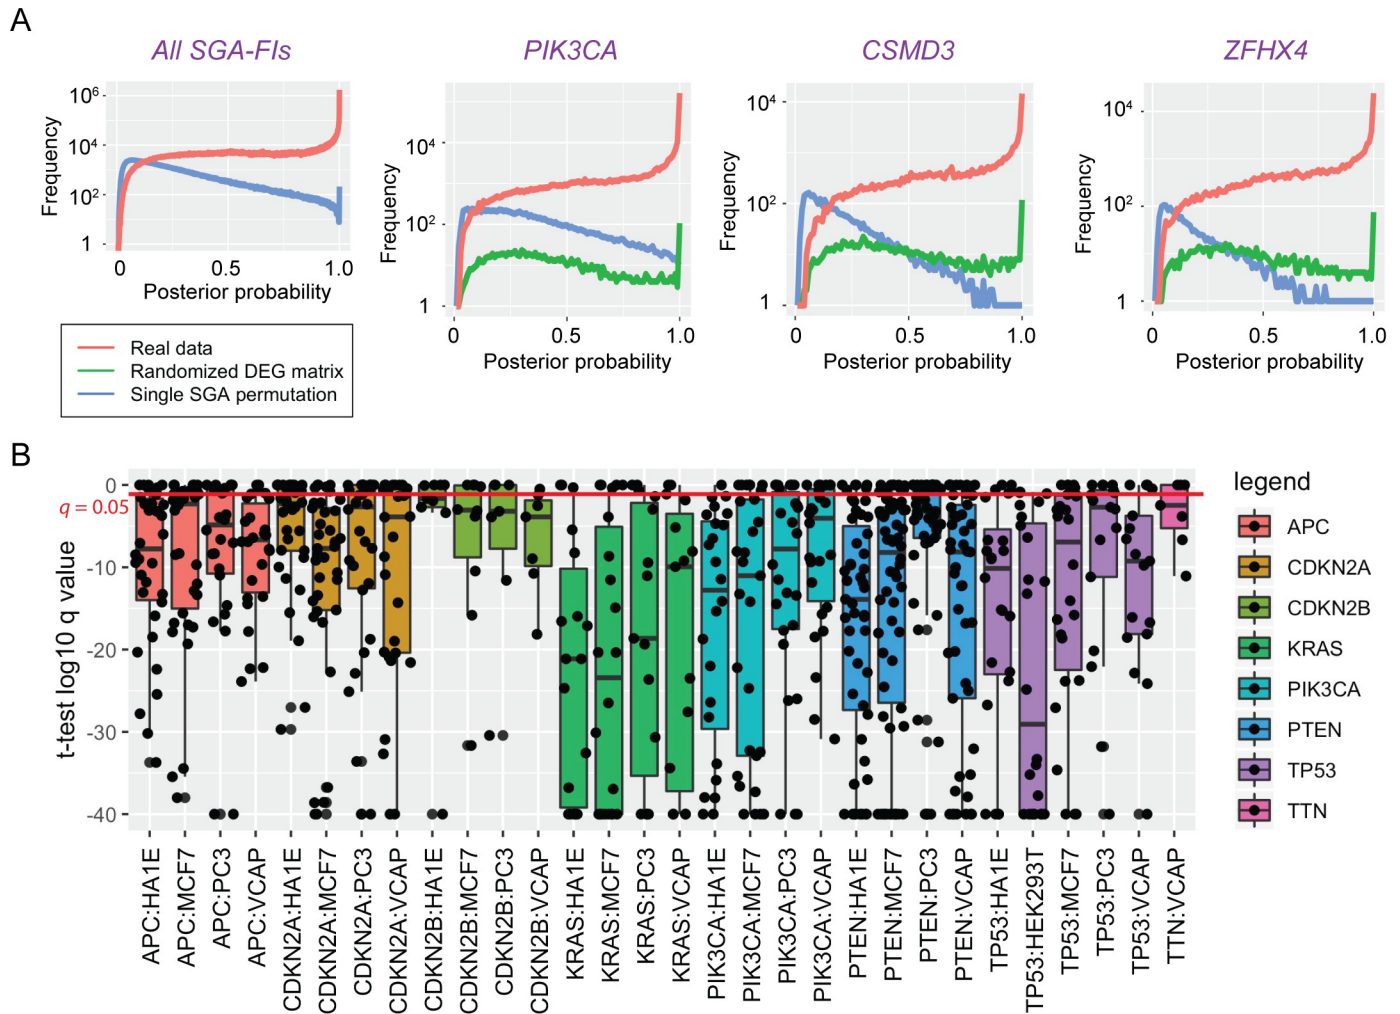 A
All SGA-FIs
PIK3CA
CSMD3
ZFHX4
Frequency
10⁶
10⁴
10²
1
0
0.5
1.0
Posterior probability
Frequency
10⁴
10²
1
0
0.5
1.0
Posterior probability
Frequency
10⁴
10²
1
0
0.5
1.0
Posterior probability
Frequency
10⁴
10²
1
0
0.5
1.0
Posterior probability
Real data
Randomized DEG matrix
Single SGA permutation
B
t-test log10 q value
0
q = 0.05
-10
-20
-30
-40
APC:HA1E
APC:MCF7
APC:PC3
APC:VCAP
CDKN2A:HA1E
CDKN2A:MCF7
CDKN2A:PC3
CDKN2A:VCAP
CDKN2B:HA1E
CDKN2B:MCF7
CDKN2B:PC3
CDKN2B:VCAP
KRAS:HA1E
KRAS:MCF7
KRAS:PC3
KRAS:VCAP
PIK3CA:HA1E
PIK3CA:MCF7
PIK3CA:PC3
PIK3CA:VCAP
PTEN:HA1E
PTEN:MCF7
PTEN:PC3
PTEN:VCAP
TP53:HA1E
TP53:HEK293T
TP53:MCF7
TP53:PC3
TP53:VCAP
TTN:VCAP
legend
APC
CDKN2A
CDKN2B
KRAS
PIK3CA
PTEN
TP53
TTN